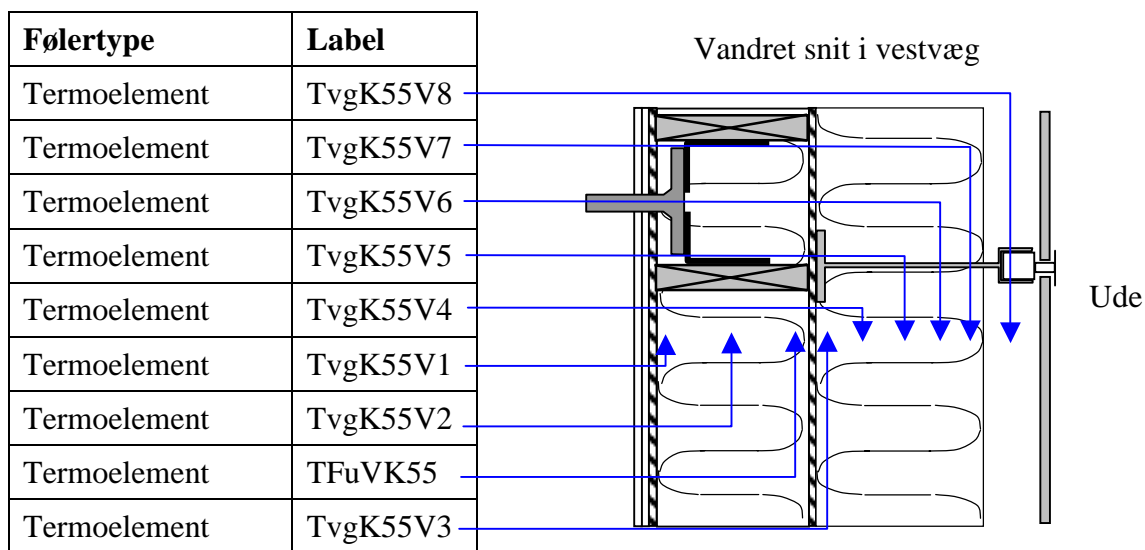 Følertype Label
Termoelement TvgK55V8
Termoelement TvgK55V7
Termoelement TvgK55V6
Termoelement TvgK55V5
Termoelement TvgK55V4
Termoelement TvgK55V1
Termoelement TvgK55V2
Termoelement TFuVK55
Termoelement TvgK55V3
Vandret snit i vestvæg
Ude